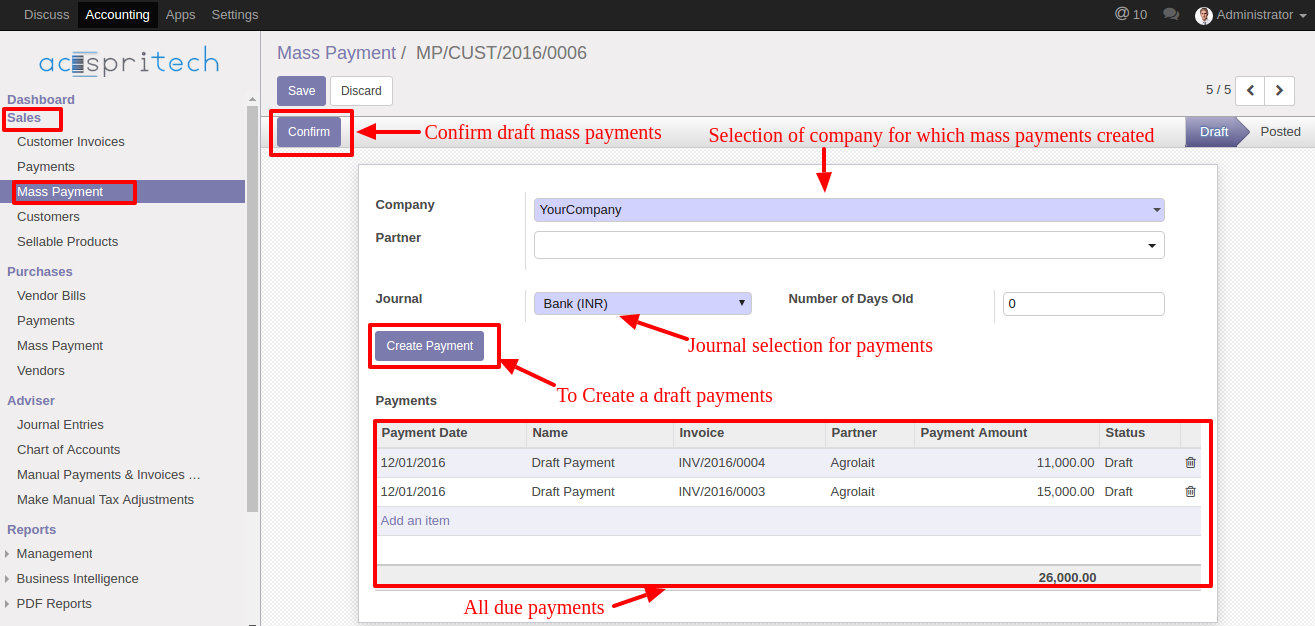 Discuss Accounting Apps Settings @ 10 Administrator
acespritech
Mass Payment / MP/CUST/2016/0006
Save Discard 5 / 5
Confirm Confirm draft mass payments Selection of company for which mass payments created Draft Posted
Dashboard
Sales
Customer Invoices
Payments
Mass Payment
Customers
Sellable Products
Purchases
Vendor Bills
Payments
Mass Payment
Vendors
Adviser
Journal Entries
Chart of Accounts
Manual Payments & Invoices ...
Make Manual Tax Adjustments
Reports
Management
Business Intelligence
PDF Reports
Company YourCompany
Partner
Journal Bank (INR) Number of Days Old 0
Journal selection for payments
Create Payment
To Create a draft payments
Payments
Payment Date Name Invoice Partner Payment Amount Status
12/01/2016 Draft Payment INV/2016/0004 Agrolait 11,000.00 Draft
12/01/2016 Draft Payment INV/2016/0003 Agrolait 15,000.00 Draft
Add an item
26,000.00
All due payments